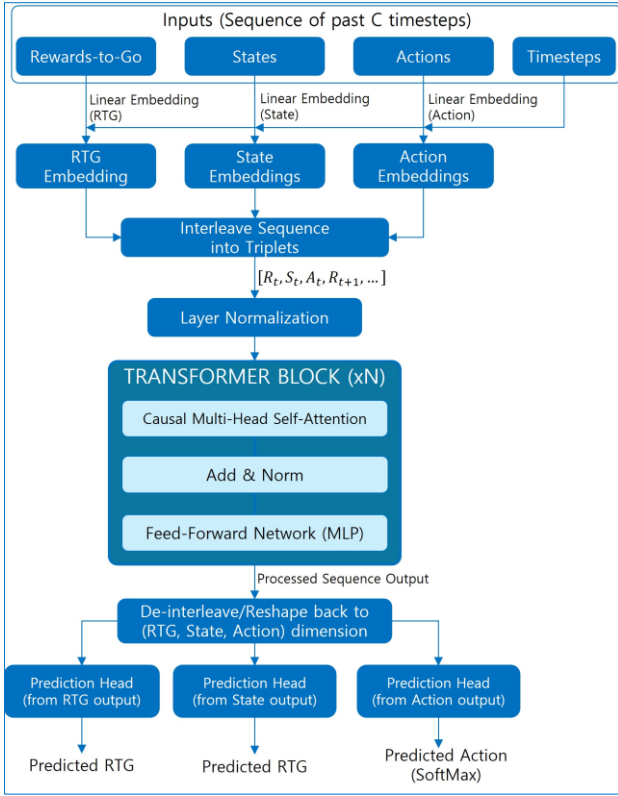 Inputs (Sequence of past C timesteps)
Rewards-to-Go
States
Actions
Timesteps
Linear Embedding
(RTG)
Linear Embedding
(State)
Linear Embedding
(Action)
RTG
Embedding
State
Embeddings
Action
Embeddings
Interleave Sequence
into Triplets
[R_t, S_t, A_t, R_{t+1}, ...]
Layer Normalization
TRANSFORMER BLOCK (xN)
Causal Multi-Head Self-Attention
Add & Norm
Feed-Forward Network (MLP)
Processed Sequence Output
De-interleave/Reshape back to
(RTG, State, Action) dimension
Prediction Head
(from RTG output)
Prediction Head
(from State output)
Prediction Head
(from Action output)
Predicted RTG
Predicted RTG
Predicted Action
(SoftMax)